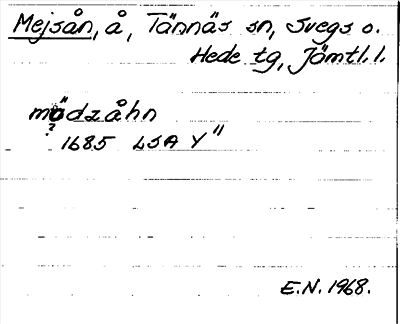 Mejsån, å, Tännäs sn, Svegs o.
Hede tg, Jämtl. l.
mödzåhn
?
1685 LSA Y"
E.N. 1968.